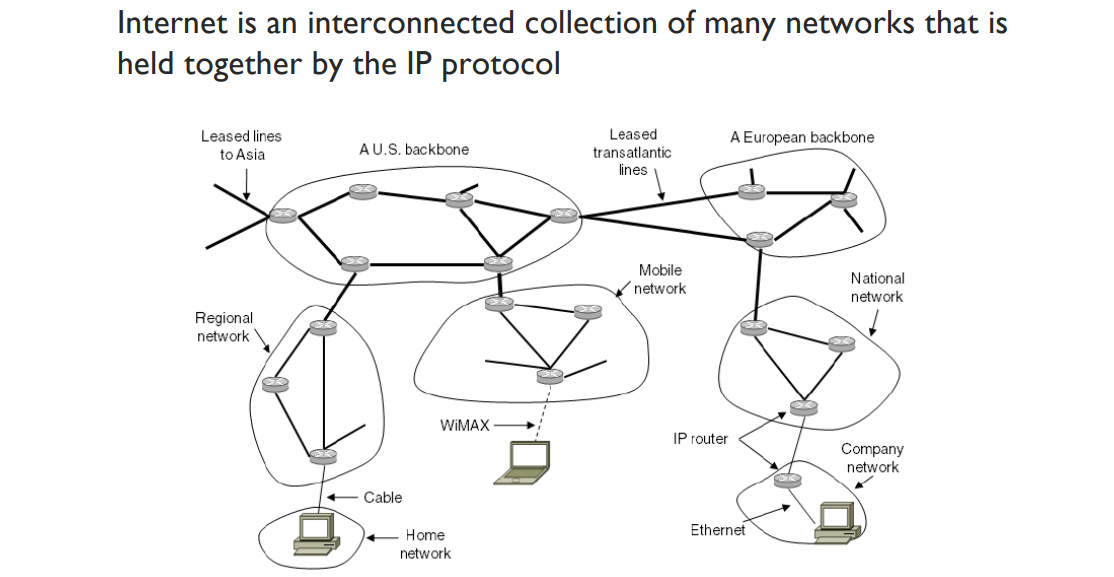 Internet is an interconnected collection of many networks that is
held together by the IP protocol
Leased lines
to Asia
A U.S. backbone
Leased
transatlantic
lines
A European backbone
Mobile
network
National
network
Regional
network
WiMAX
IP router
Company
network
Cable
Ethernet
Home
network